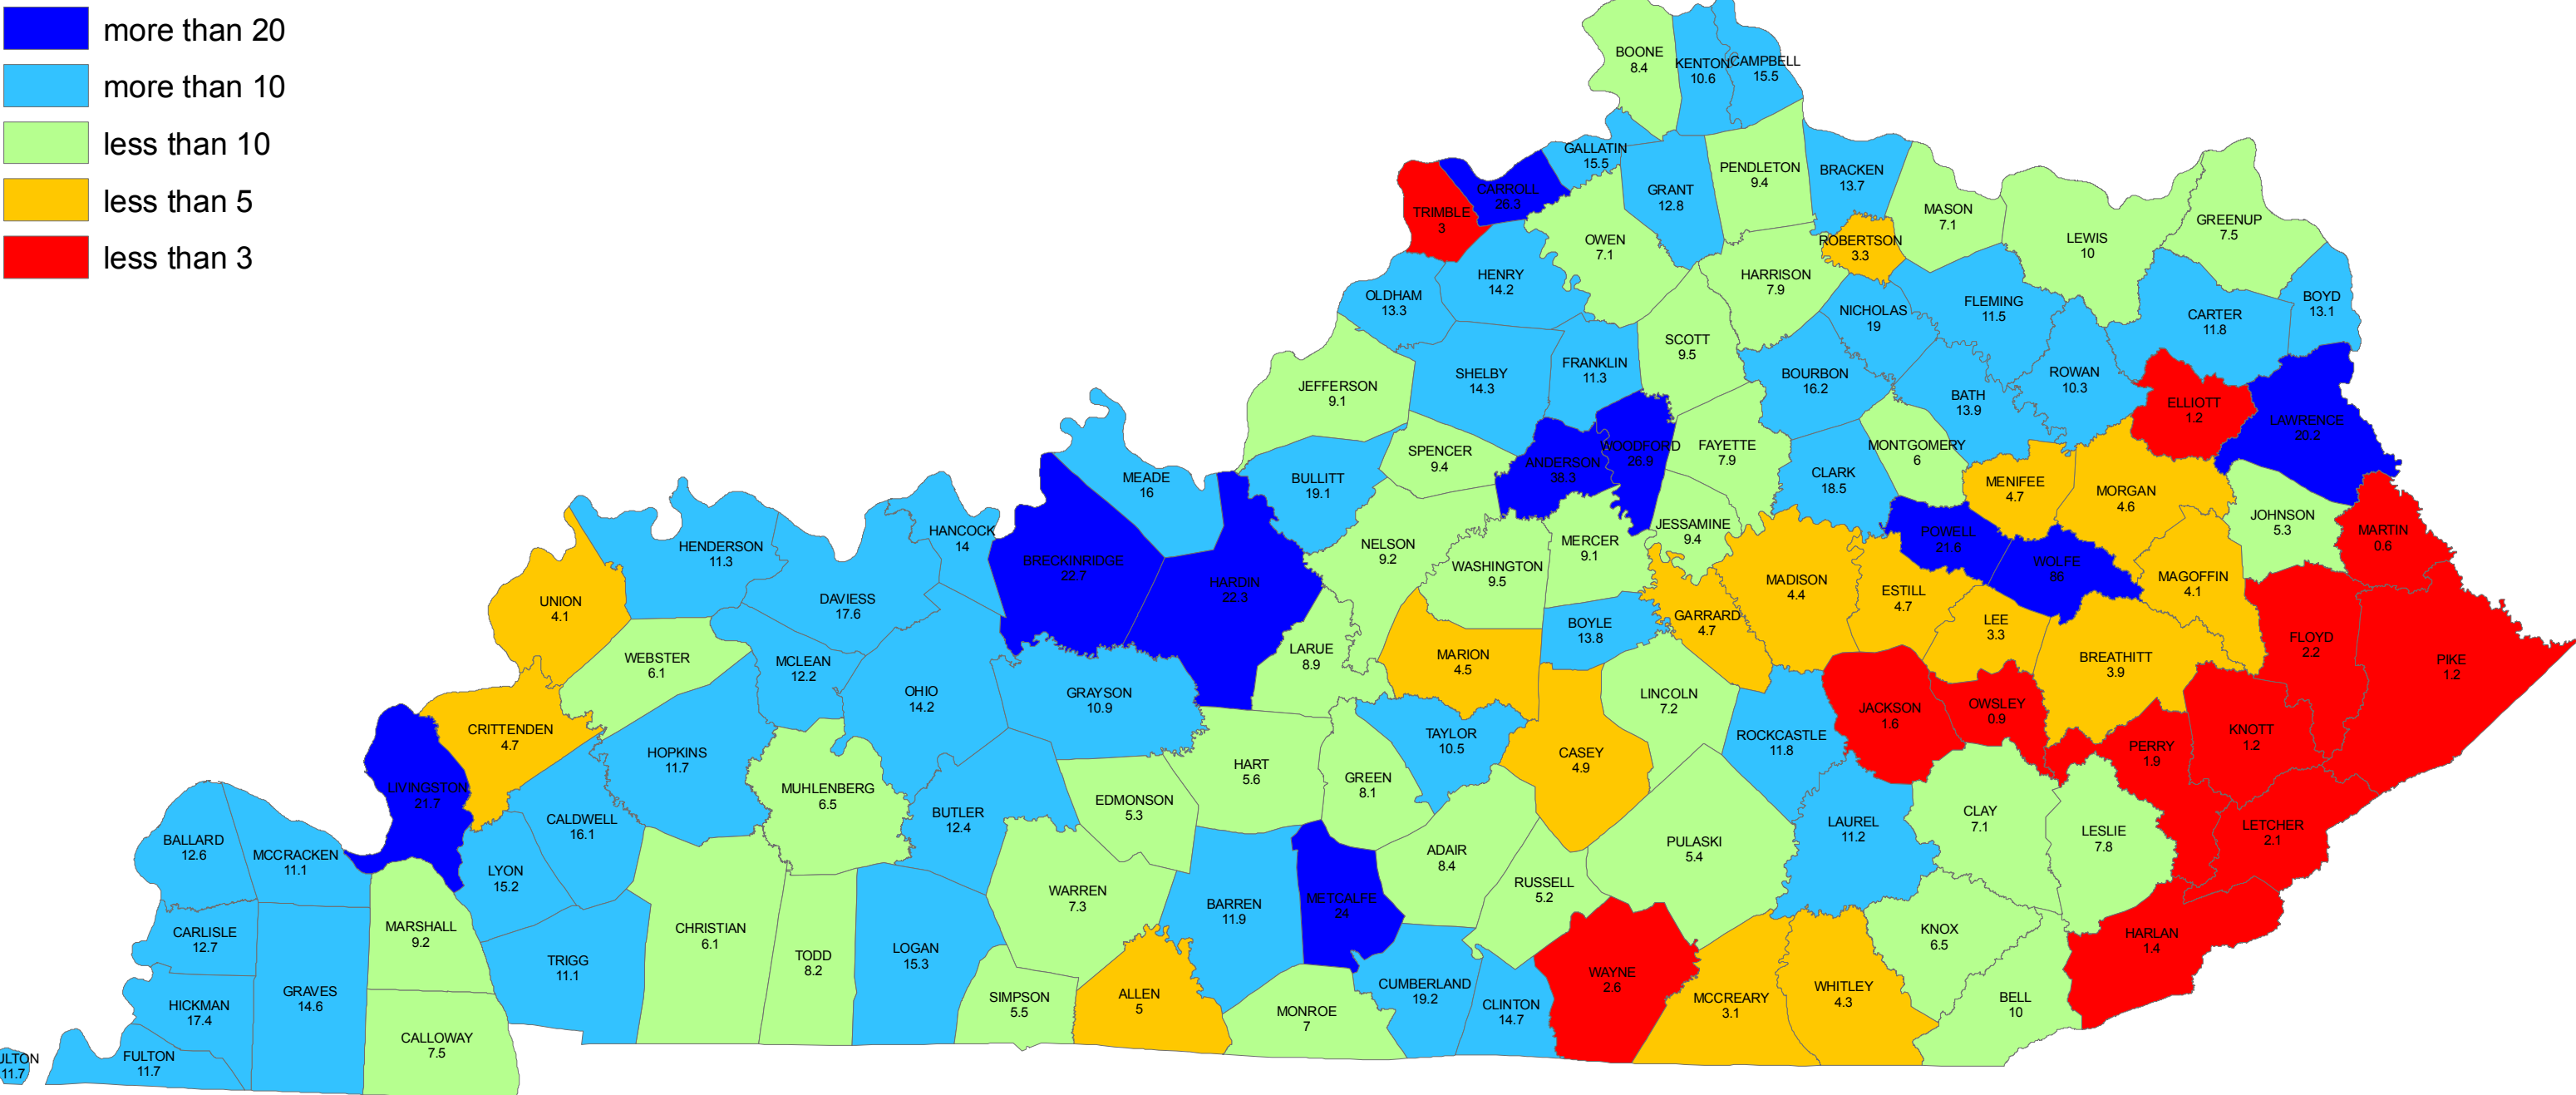 more than 20
more than 10
less than 10
less than 5
less than 3
BOONE
8.4
KENTON
10.6
CAMPBELL
15.5
GALLATIN
15.5
CARROLL
26.3
TRIMBLE
3
GRANT
12.8
PENDLETON
9.4
BRACKEN
13.7
MASON
7.1
ROBERTSON
3.3
LEWIS
10
GREENUP
7.5
OWEN
7.1
HENRY
14.2
OLDHAM
13.3
HARRISON
7.9
NICHOLAS
19
FLEMING
11.5
CARTER
11.8
BOYD
13.1
SCOTT
9.5
FRANKLIN
11.3
SHELBY
14.3
JEFFERSON
9.1
BOURBON
16.2
BATH
13.9
ROWAN
10.3
ELLIOTT
1.2
LAWRENCE
20.2
SPENCER
9.4
ANDERSON
38.3
WOODFORD
26.9
FAYETTE
7.9
MONTGOMERY
6
CLARK
18.5
MENIFEE
4.7
MORGAN
4.6
JOHNSON
5.3
MARTIN
0.6
MEADE
16
BULLITT
19.1
HANCOCK
14
HENDERSON
11.3
BRECKINRIDGE
22.7
HARDIN
22.3
NELSON
9.2
WASHINGTON
9.5
MERCER
9.1
JESSAMINE
9.4
POWELL
21.6
WOLFE
86
MAGOFFIN
4.1
UNION
4.1
DAVIESS
17.6
MADISON
4.4
ESTILL
4.7
LEE
3.3
GARRARD
4.7
BOYLE
13.8
FLOYD
2.2
PIKE
1.2
WEBSTER
6.1
MCLEAN
12.2
OHIO
14.2
GRAYSON
10.9
LARUE
8.9
MARION
4.5
BREATHITT
3.9
LINCOLN
7.2
JACKSON
1.6
OWSLEY
0.9
KNOTT
1.2
PERRY
1.9
CRITTENDEN
4.7
HOPKINS
11.7
TAYLOR
10.5
CASEY
4.9
ROCKCASTLE
11.8
LIVINGSTON
21.7
MUHLENBERG
6.5
HART
5.6
GREEN
8.1
EDMONSON
5.3
BUTLER
12.4
CALDWELL
16.1
CLAY
7.1
LESLIE
7.8
LETCHER
2.1
LAUREL
11.2
PULASKI
5.4
BALLARD
12.6
MCCRACKEN
11.1
LYON
15.2
ADAIR
8.4
RUSSELL
5.2
WARREN
7.3
BARREN
11.9
METCALFE
24
CARLISLE
12.7
MARSHALL
9.2
CHRISTIAN
6.1
TODD
8.2
LOGAN
15.3
TRIGG
11.1
KNOX
6.5
HARLAN
1.4
HICKMAN
17.4
GRAVES
14.6
SIMPSON
5.5
ALLEN
5
MONROE
7
CUMBERLAND
19.2
CLINTON
14.7
WAYNE
2.6
MCCREARY
3.1
WHITLEY
4.3
BELL
10
CALLOWAY
7.5
ULTON
11.7
FULTON
11.7